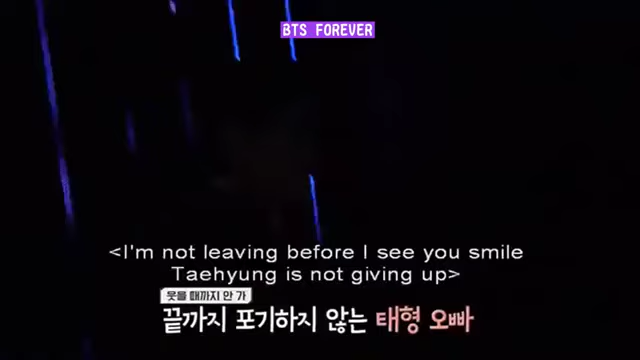 BTS FOREVER
<I'm not leaving before I see you smile
Taehyung is not giving up>
웃을 때까지 안 가
끝까지 포기하지 않는 태형 오빠